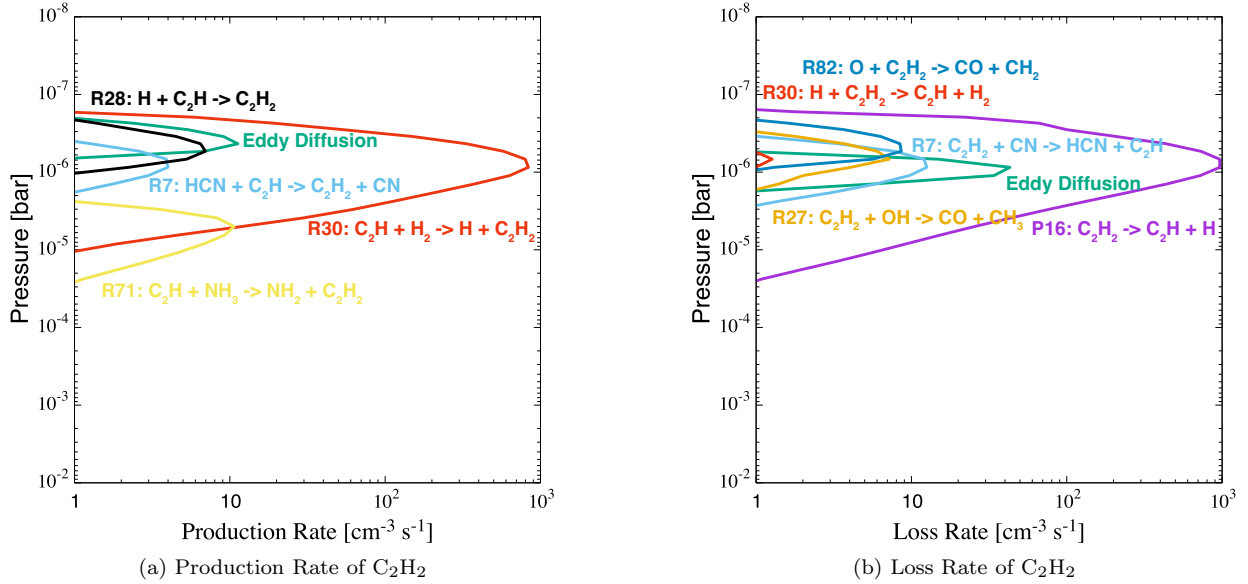 10⁻⁸
10⁻⁷
10⁻⁶
10⁻⁵
10⁻⁴
10⁻³
10⁻²
Pressure [bar]
R28: H + C₂H -> C₂H₂
Eddy Diffusion
R7: HCN + C₂H -> C₂H₂ + CN
R30: C₂H + H₂ -> H + C₂H₂
R71: C₂H + NH₃ -> NH₂ + C₂H₂
1 10 10² 10³
Production Rate [cm⁻³ s⁻¹]
(a) Production Rate of C₂H₂
10⁻⁸
10⁻⁷
10⁻⁶
10⁻⁵
10⁻⁴
10⁻³
10⁻²
Pressure [bar]
R82: O + C₂H₂ -> CO + CH₂
R30: H + C₂H₂ -> C₂H + H₂
R7: C₂H₂ + CN -> HCN + C₂H
Eddy Diffusion
R27: C₂H₂ + OH -> CO + CH₃
P16: C₂H₂ -> C₂H + H
1 10 10² 10³
Loss Rate [cm⁻³ s⁻¹]
(b) Loss Rate of C₂H₂